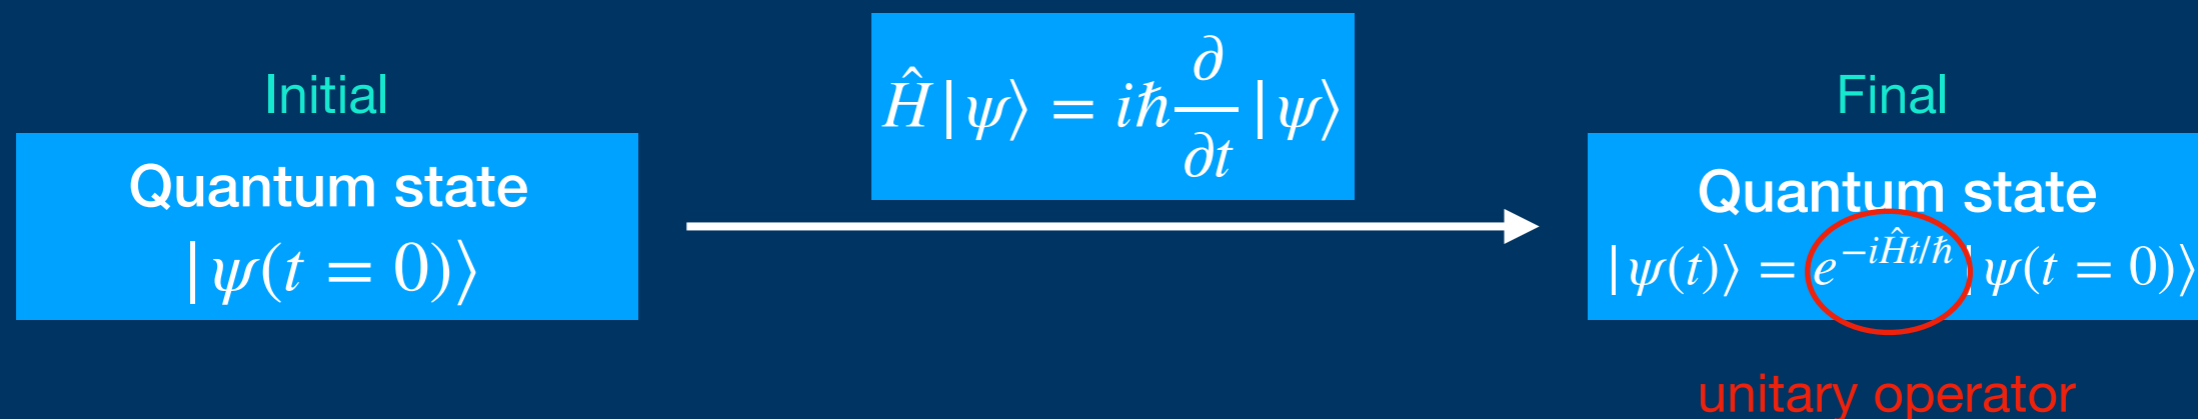 Initial
Quantum state
|ψ(t = 0)⟩
Ĥ|ψ⟩ = iℏ ∂/∂t |ψ⟩
Final
Quantum state
|ψ(t)⟩ = e^{−iĤt/ℏ}|ψ(t = 0)⟩
unitary operator